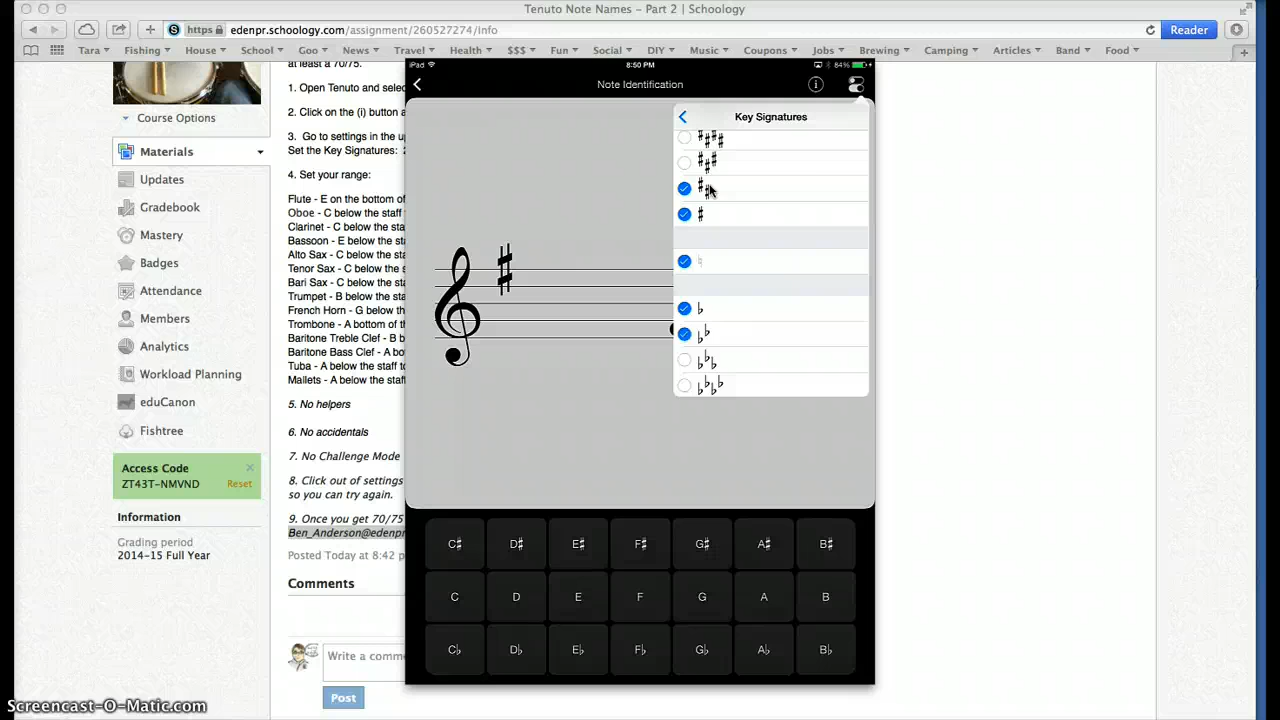 Tenuto Note Names – Part 2 | Schoology
https edenpr.schoology.com/assignment/260527274/info
Reader
Tara Fishing House School Goo News Travel Health $$$ Fun Social DIY Music Coupons Jobs Brewing Camping Articles Band Food
at least a 70/75.
iPad 8:50 PM 84%
Note Identification
Key Signatures
Course Options
Materials
Updates
Gradebook
Mastery
Badges
Attendance
Members
Analytics
Workload Planning
eduCanon
Fishtree
Access Code
ZT43T-NMVND Reset
Information
Grading period
2014-15 Full Year
1. Open Tenuto and selec
2. Click on the (i) button a
3. Go to settings in the u
Set the Key Signatures:
4. Set your range:
Flute - E on the bottom of
Oboe - C below the staff
Clarinet - C below the staf
Bassoon - E below the sta
Alto Sax - C below the sta
Tenor Sax - C below the st
Bari Sax - C below the sta
Trumpet - B below the sta
French Horn - G below the
Trombone - A bottom of th
Baritone Treble Clef - B b
Baritone Bass Clef - A bo
Tuba - A below the staff to
Mallets - A below the staff
5. No helpers
6. No accidentals
7. No Challenge Mode
8. Click out of settings
so you can try again.
9. Once you get 70/75
Ben_Anderson@edenpr
Posted Today at 8:42 p
Comments
Write a comme
Post
C♯ D♯ E♯ F♯ G♯ A♯ B♯
C D E F G A B
C♭ D♭ E♭ F♭ G♭ A♭ B♭
Screencast-O-Matic.com